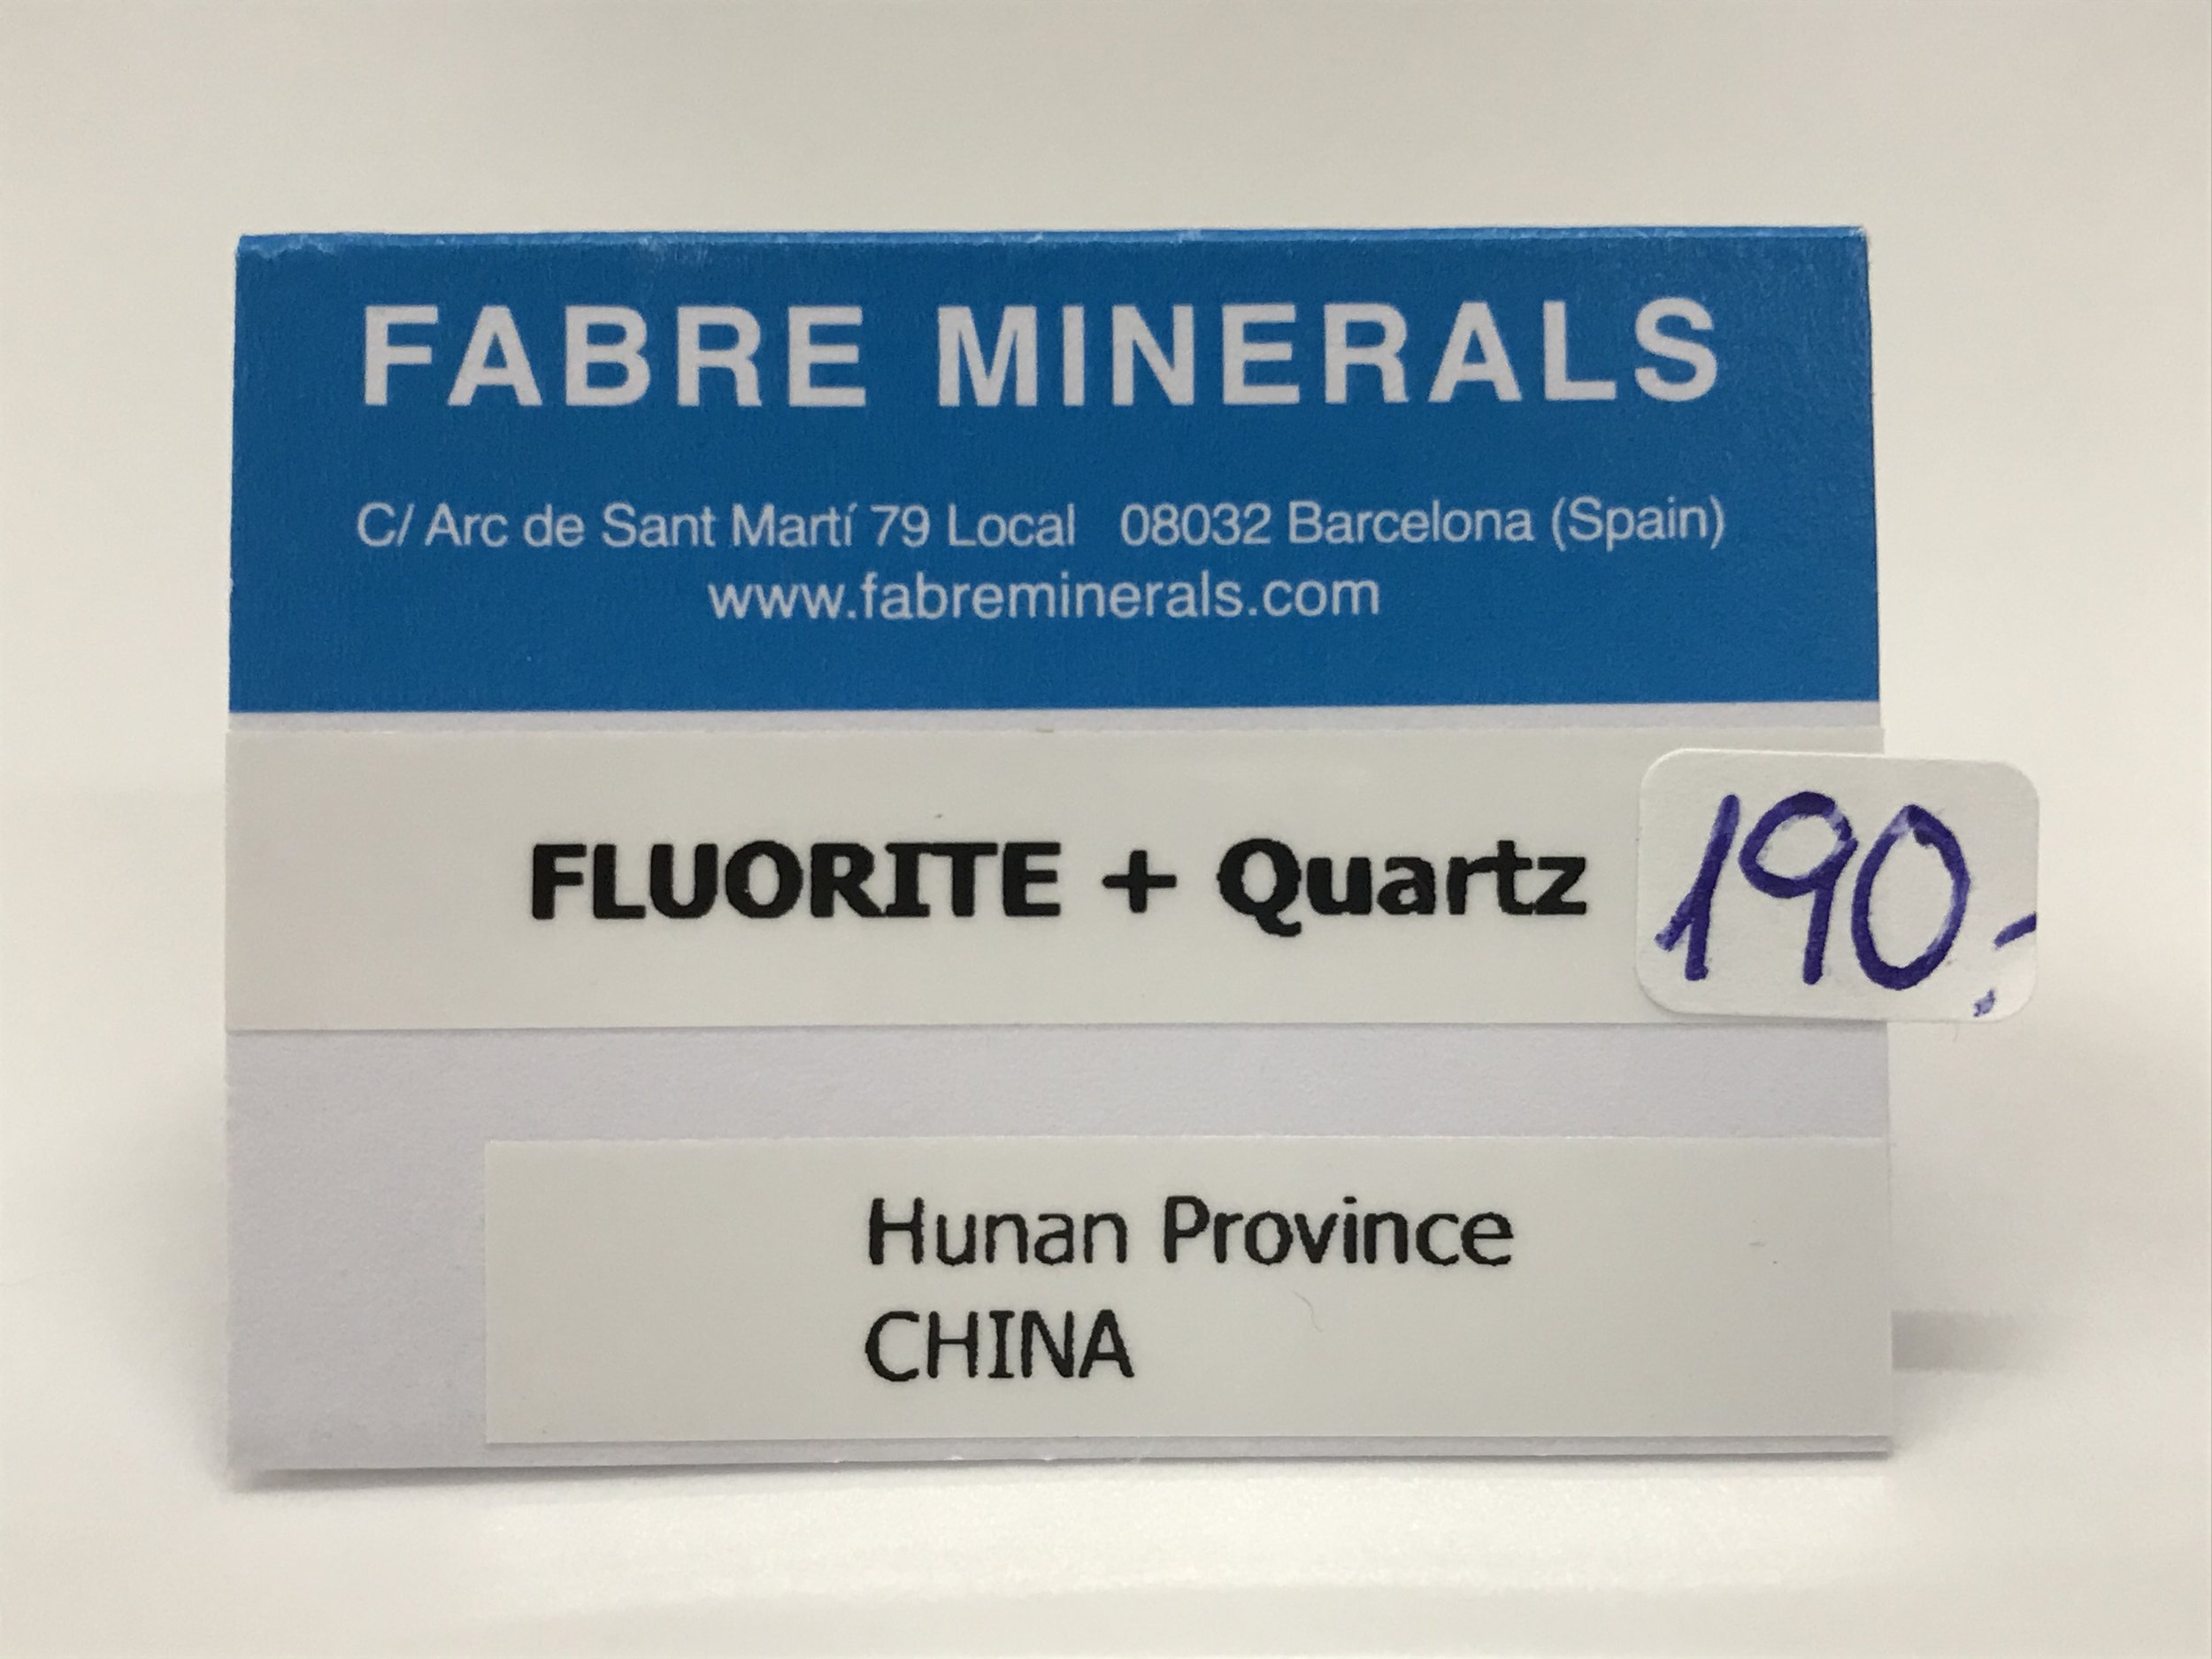 FABRE MINERALS
C/ Arc de Sant Martí 79 Local 08032 Barcelona (Spain)
www.fabreminerals.com
FLUORITE + Quartz
190.-
Hunan Province
CHINA